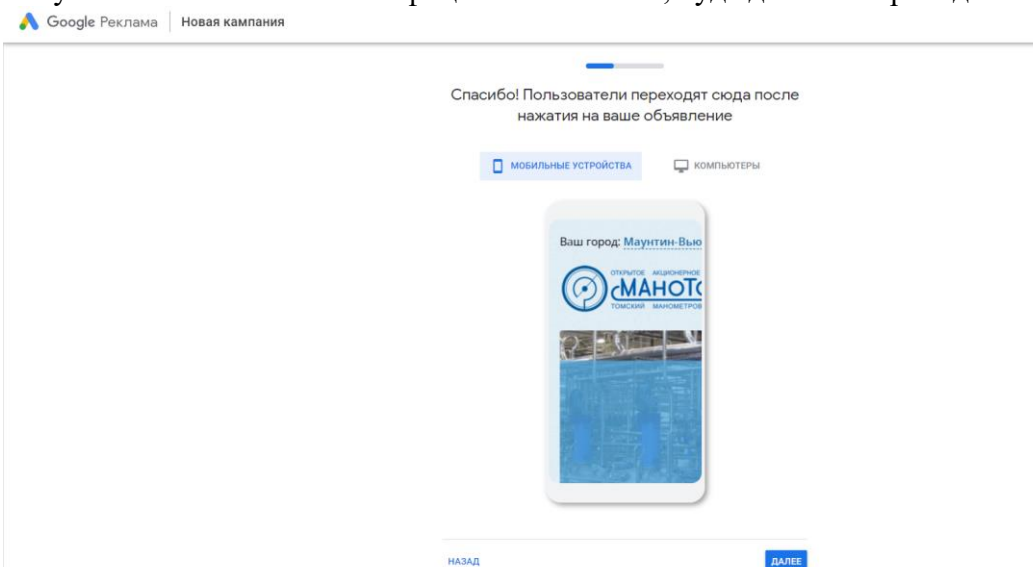 Google Реклама | Новая кампания
Спасибо! Пользователи переходят сюда после
нажатия на ваше объявление
МОБИЛЬНЫЕ УСТРОЙСТВА
КОМПЬЮТЕРЫ
Ваш город: Маунтин-Вью
ОТКРЫТОЕ АКЦИОНЕРНОЕ
МАНОТО
ТОМСКИЙ МАНОМЕТРОВ
НАЗАД
ДАЛЕЕ